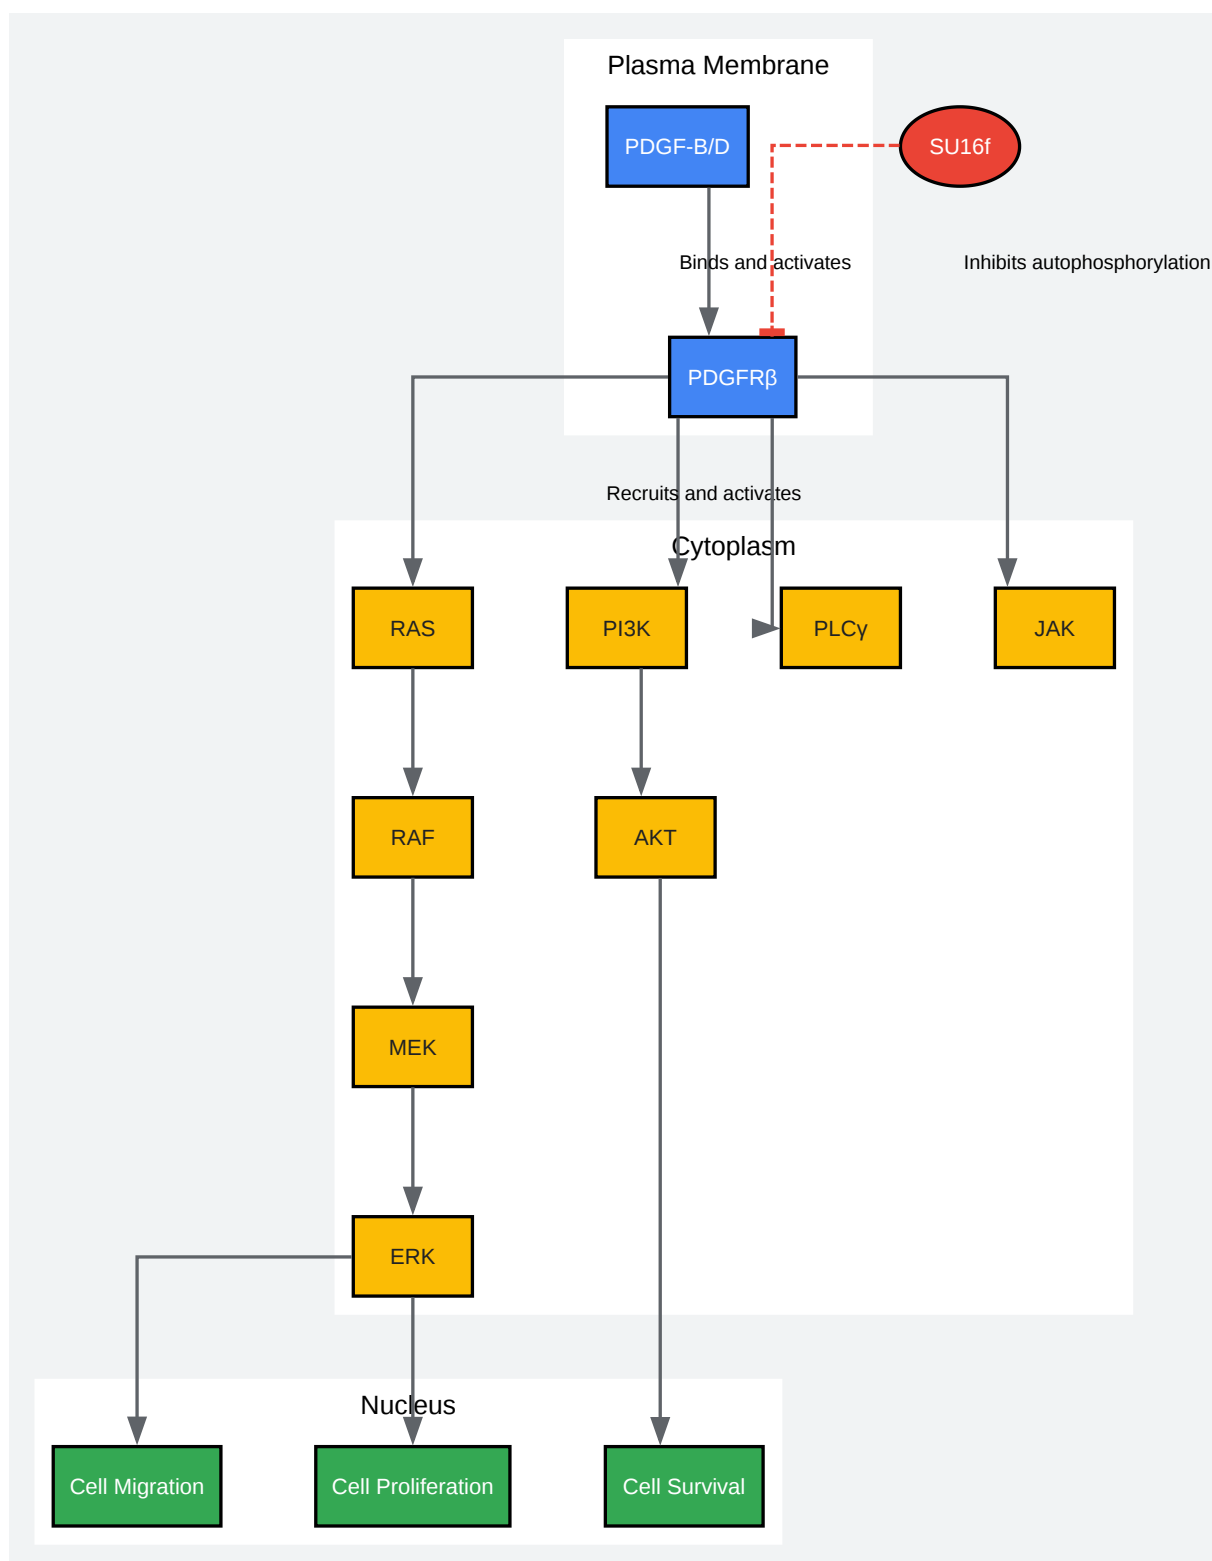 Plasma Membrane
PDGF-B/D
SU16f
Binds and activates
Inhibits autophosphorylation
PDGFRβ
Recruits and activates
Cytoplasm
RAS
PI3K
PLCγ
JAK
RAF
AKT
MEK
ERK
Nucleus
Cell Migration
Cell Proliferation
Cell Survival